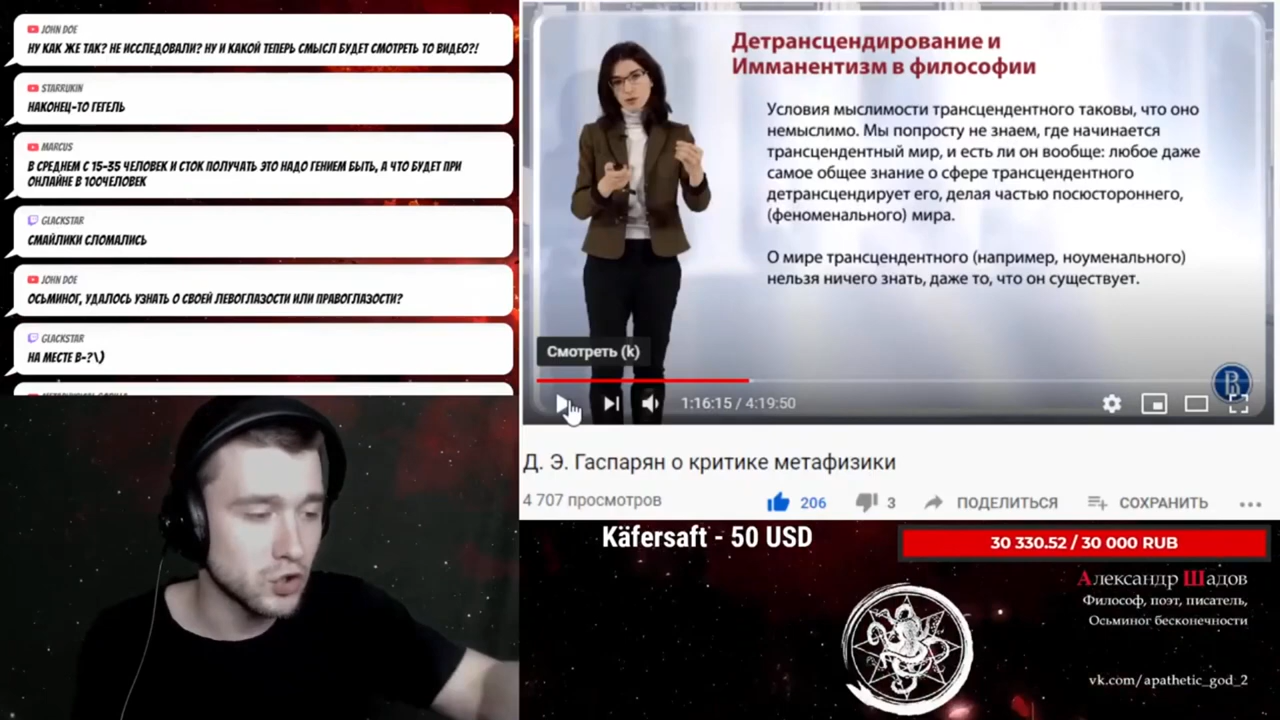 JOHN DOE
НУ КАК ЖЕ ТАК? НЕ ИССЛЕДОВАЛИ? НУ И КАКОЙ ТЕПЕРЬ СМЫСЛ БУДЕТ СМОТРЕТЬ ТО ВИДЕО?!
STARRUKIN
НАКОНЕЦ-ТО ГЕГЕЛЬ
MARCUS
В СРЕДНЕМ С 15-35 ЧЕЛОВЕК И СТОК ПОЛУЧАТЬ ЭТО НАДО ГЕНИЕМ БЫТЬ, А ЧТО БУДЕТ ПРИ
ОНЛАЙНЕ В 100ЧЕЛОВЕК
GLACKSTAR
СМАЙЛИКИ СЛОМАЛИСЬ
JOHN DOE
ОСЬМИНОГ, УДАЛОСЬ УЗНАТЬ О СВОЕЙ ЛЕВОГЛАЗОСТИ ИЛИ ПРАВОГЛАЗОСТИ?
GLACKSTAR
НА МЕСТЕ B-?\)
Детрансцендирование и
Имманентизм в философии
Условия мыслимости трансцендентного таковы, что оно
немыслимо. Мы попросту не знаем, где начинается
трансцендентный мир, и есть ли он вообще: любое даже
самое общее знание о сфере трансцендентного
детрансцендирует его, делая частью посюстороннего,
(феноменального) мира.
О мире трансцендентного (например, ноуменального)
нельзя ничего знать, даже то, что он существует.
Смотреть (k)
1:16:15 / 4:19:50
Д. Э. Гаспарян о критике метафизики
4 707 просмотров
206
3
ПОДЕЛИТЬСЯ
СОХРАНИТЬ
Käfersaft - 50 USD
30 330.52 / 30 000 RUB
Александр Шадов
Философ, поэт, писатель,
Осьминог бесконечности
vk.com/apathetic_god_2